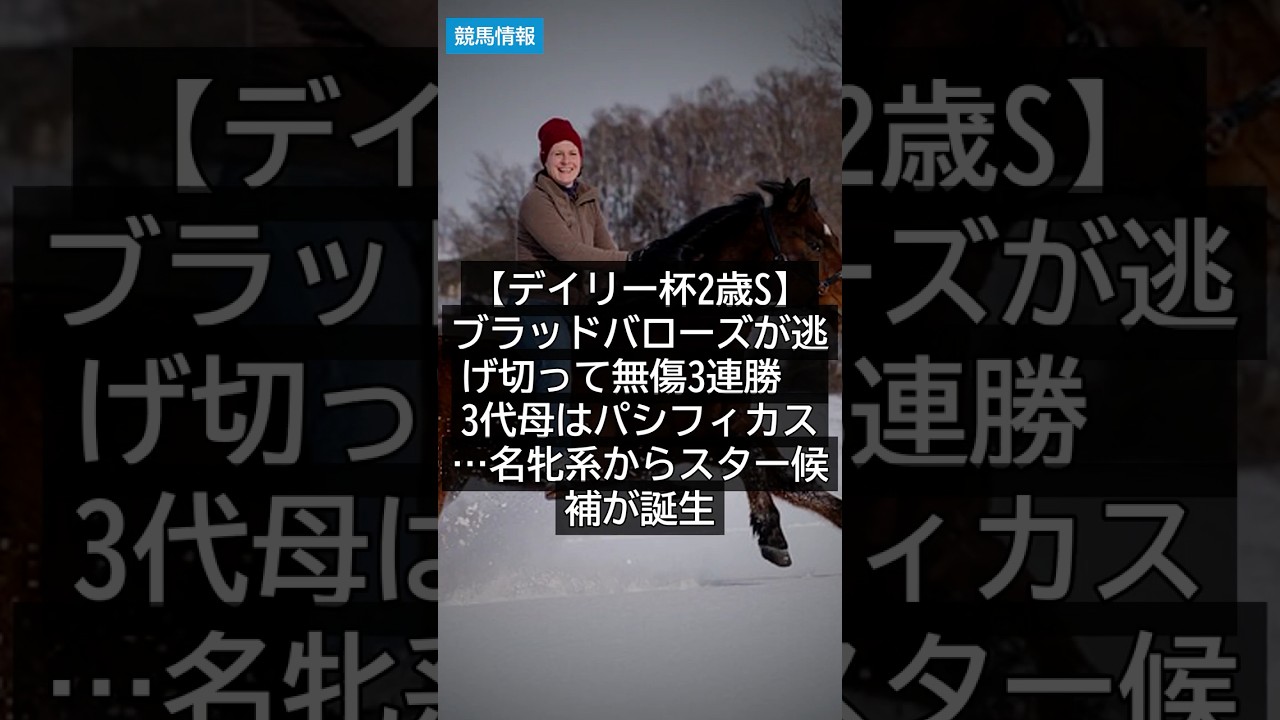 競馬情報
【デイリー杯2歳S】
ブラッドバローズが逃
げ切って無傷3連勝
3代母はパシフィカス
…名牝系からスター候
補が誕生